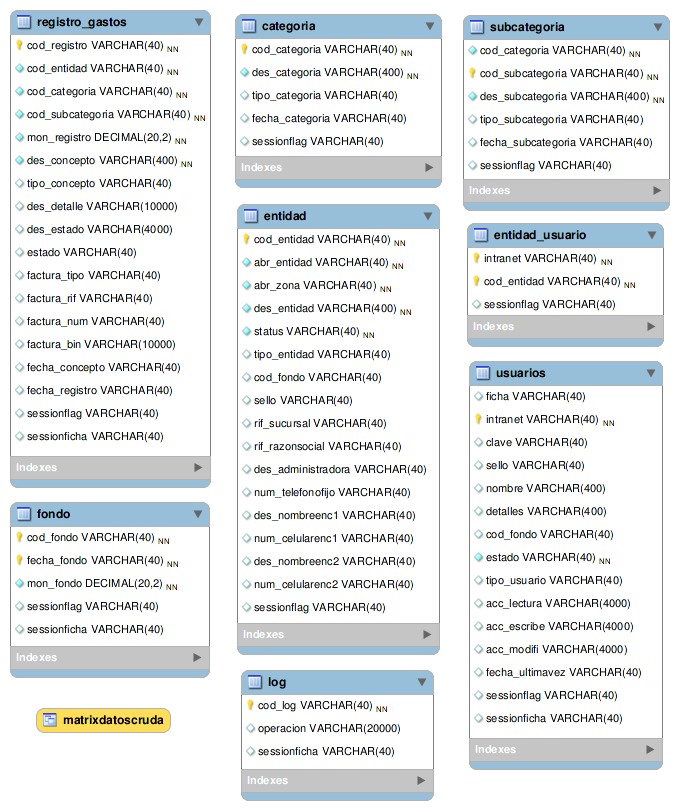 registro_gastos
cod_registro VARCHAR(40) NN
cod_entidad VARCHAR(40) NN
cod_categoria VARCHAR(40) NN
cod_subcategoria VARCHAR(40) NN
mon_registro DECIMAL(20,2) NN
des_concepto VARCHAR(400) NN
tipo_concepto VARCHAR(40)
des_detalle VARCHAR(10000)
des_estado VARCHAR(4000)
estado VARCHAR(40)
factura_tipo VARCHAR(40)
factura_rif VARCHAR(40)
factura_num VARCHAR(40)
factura_bin VARCHAR(10000)
fecha_concepto VARCHAR(40)
fecha_registro VARCHAR(40)
sessionflag VARCHAR(40)
sessionficha VARCHAR(40)
Indexes
fondo
cod_fondo VARCHAR(40) NN
fecha_fondo VARCHAR(40) NN
mon_fondo DECIMAL(20,2) NN
sessionflag VARCHAR(40)
sessionficha VARCHAR(40)
Indexes
matrixdatoscruda
categoria
cod_categoria VARCHAR(40) NN
des_categoria VARCHAR(400) NN
tipo_categoria VARCHAR(40)
fecha_categoria VARCHAR(40)
sessionflag VARCHAR(40)
Indexes
entidad
cod_entidad VARCHAR(40) NN
abr_entidad VARCHAR(40) NN
abr_zona VARCHAR(40) NN
des_entidad VARCHAR(400) NN
status VARCHAR(40) NN
tipo_entidad VARCHAR(40)
cod_fondo VARCHAR(40)
sello VARCHAR(40)
rif_sucursal VARCHAR(40)
rif_razonsocial VARCHAR(40)
des_administradora VARCHAR(40)
num_telefonofijo VARCHAR(40)
des_nombreenc1 VARCHAR(40)
num_celularenc1 VARCHAR(40)
des_nombreenc2 VARCHAR(40)
num_celularenc2 VARCHAR(40)
sessionflag VARCHAR(40)
Indexes
log
cod_log VARCHAR(40) NN
operacion VARCHAR(20000)
sessionficha VARCHAR(40)
Indexes
subcategoria
cod_categoria VARCHAR(40) NN
cod_subcategoria VARCHAR(40) NN
des_subcategoria VARCHAR(400) NN
tipo_subcategoria VARCHAR(40)
fecha_subcategoria VARCHAR(40)
sessionflag VARCHAR(40)
Indexes
entidad_usuario
intranet VARCHAR(40) NN
cod_entidad VARCHAR(40) NN
sessionflag VARCHAR(40)
Indexes
usuarios
ficha VARCHAR(40)
intranet VARCHAR(40) NN
clave VARCHAR(40)
sello VARCHAR(40)
nombre VARCHAR(400)
detalles VARCHAR(400)
cod_fondo VARCHAR(40)
estado VARCHAR(40) NN
tipo_usuario VARCHAR(40)
acc_lectura VARCHAR(4000)
acc_escribe VARCHAR(4000)
acc_modifi VARCHAR(4000)
fecha_ultimavez VARCHAR(40)
sessionflag VARCHAR(40)
sessionficha VARCHAR(40)
Indexes